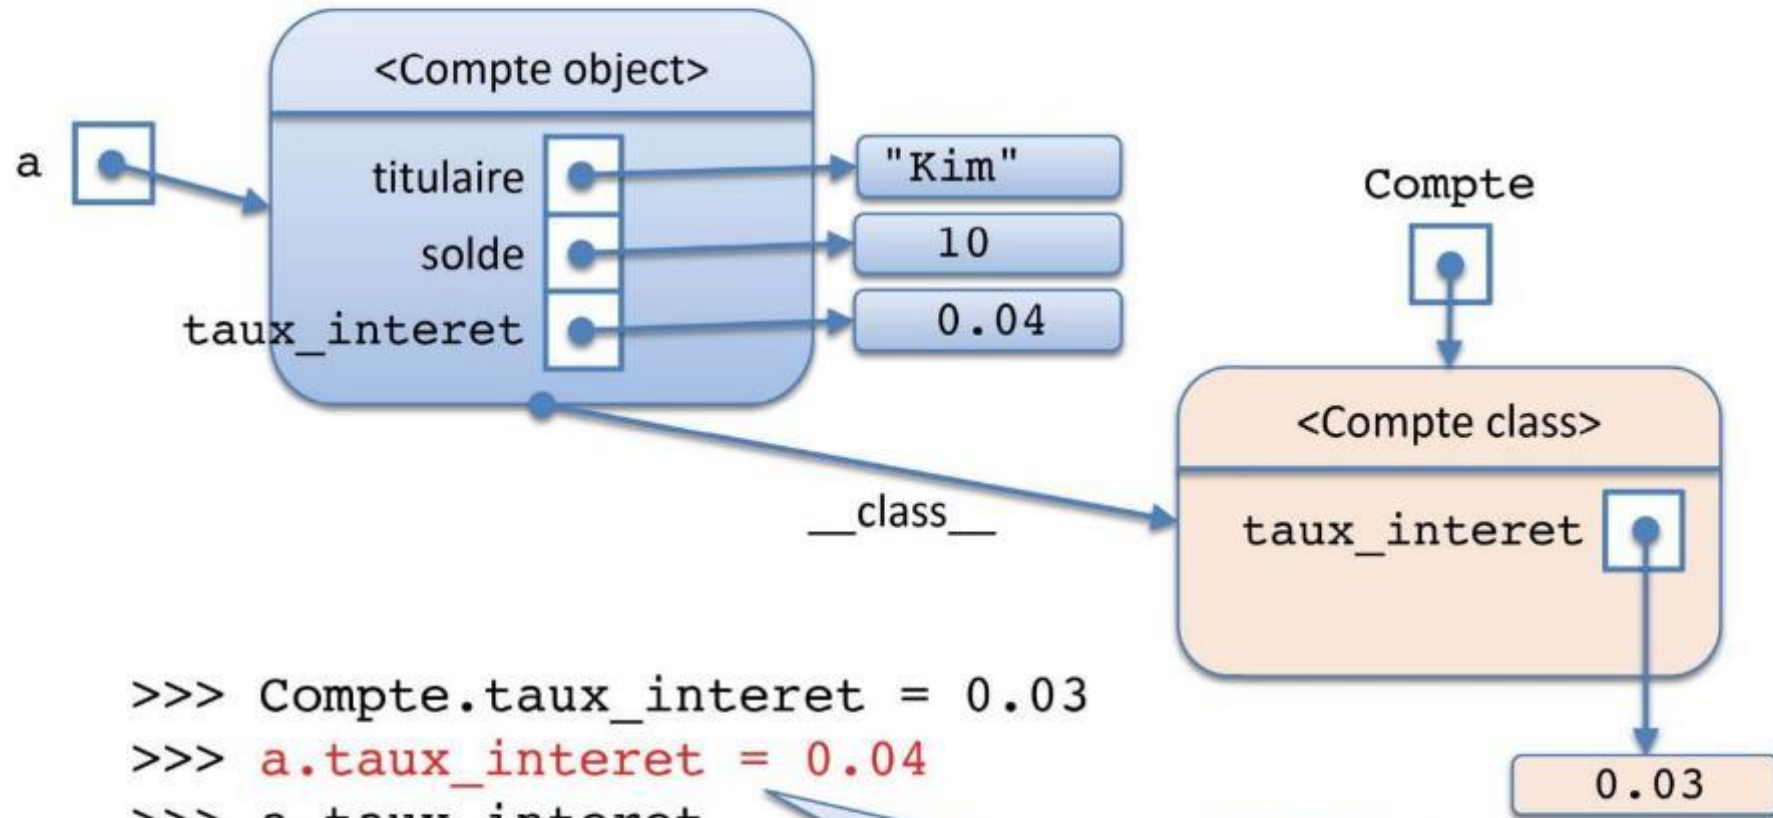 <Compte object>
a
titulaire
"Kim"
solde
10
taux_interet
0.04
Compte
<Compte class>
__class__
taux_interet
0.03
>>> Compte.taux_interet = 0.03
>>> a.taux_interet = 0.04
>>> a.taux_interet